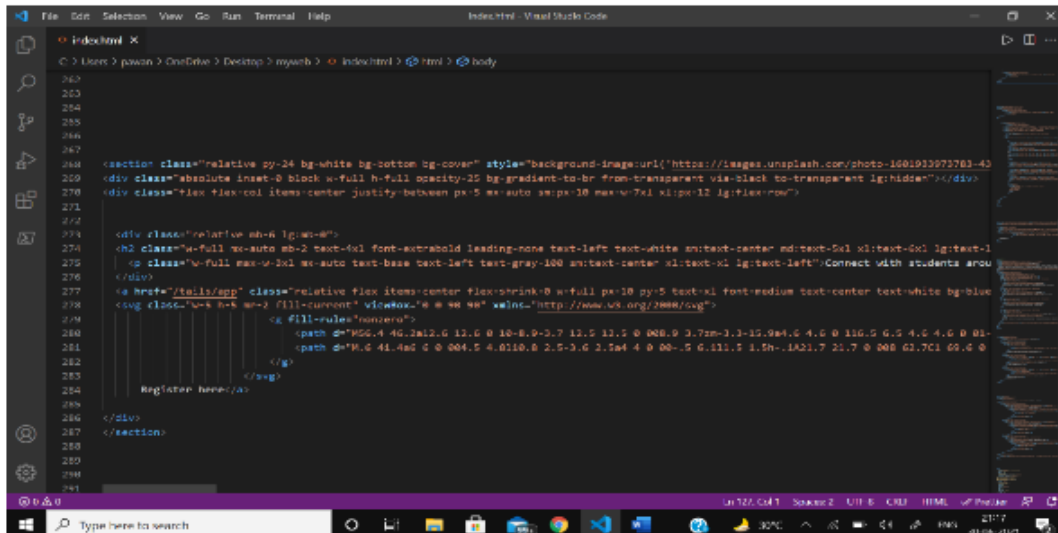 File Edit Selection View Go Run Terminal Help index.html - Visual Studio Code
index.html
C: > Users > pawan > OneDrive > Desktop > myweb > index.html > html > body
262
263
264
265
266
267
268 <section class="relative py-24 bg-white bg-bottom bg-cover" style="background-image:url('https://images.unsplash.com/photo-1601933973783-43
269 <div class="absolute inset-0 block w-full h-full opacity-25 bg-gradient-to-br from-transparent via-black to-transparent lg:hidden"></div>
270 <div class="flex flex-col items-center justify-between px-5 mx-auto sm:px-10 max-w-7xl xl:px-12 lg:flex-row">
271
272
273 <div class="relative mb-6 lg:mb-0">
274 <h2 class="w-full mx-auto mb-2 text-4xl font-extrabold leading-none text-left text-white sm:text-center md:text-5xl xl:text-6xl lg:text-l
275 <p class="w-full max-w-3xl mx-auto text-base text-left text-gray-100 sm:text-center xl:text-xl lg:text-left">Connect with students arou
276 </div>
277 <a href="/tails/app" class="relative flex items-center flex-shrink-0 w-full px-10 py-5 text-xl font-medium text-center text-white bg-blue
278 <svg class="w-5 h-5 mr-2 fill-current" viewBox="0 0 90 90" xmlns="http://www.w3.org/2000/svg">
279 <g fill-rule="nonzero">
280 <path d="
281 <path d="
282 </g>
283 </svg>
284 Register here</a>
285
286 </div>
287 </section>
288
289
290
291
0 0 Ln 127, Col 1 Spaces: 2 UTF-8 CRLF HTML Prettier
Type here to search 30°C ENG 21:17